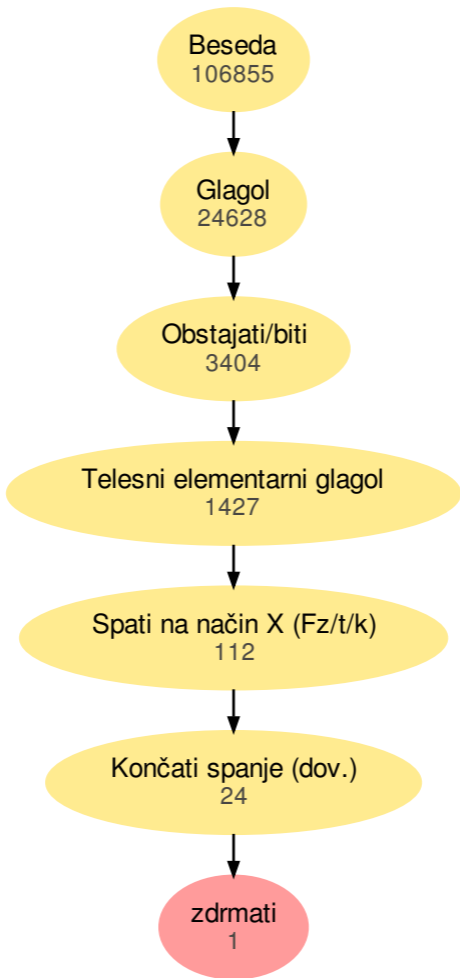 Beseda
106855
Glagol
24628
Obstajati/biti
3404
Telesni elementarni glagol
1427
Spati na način X (Fz/t/k)
112
Končati spanje (dov.)
24
zdrmati
1